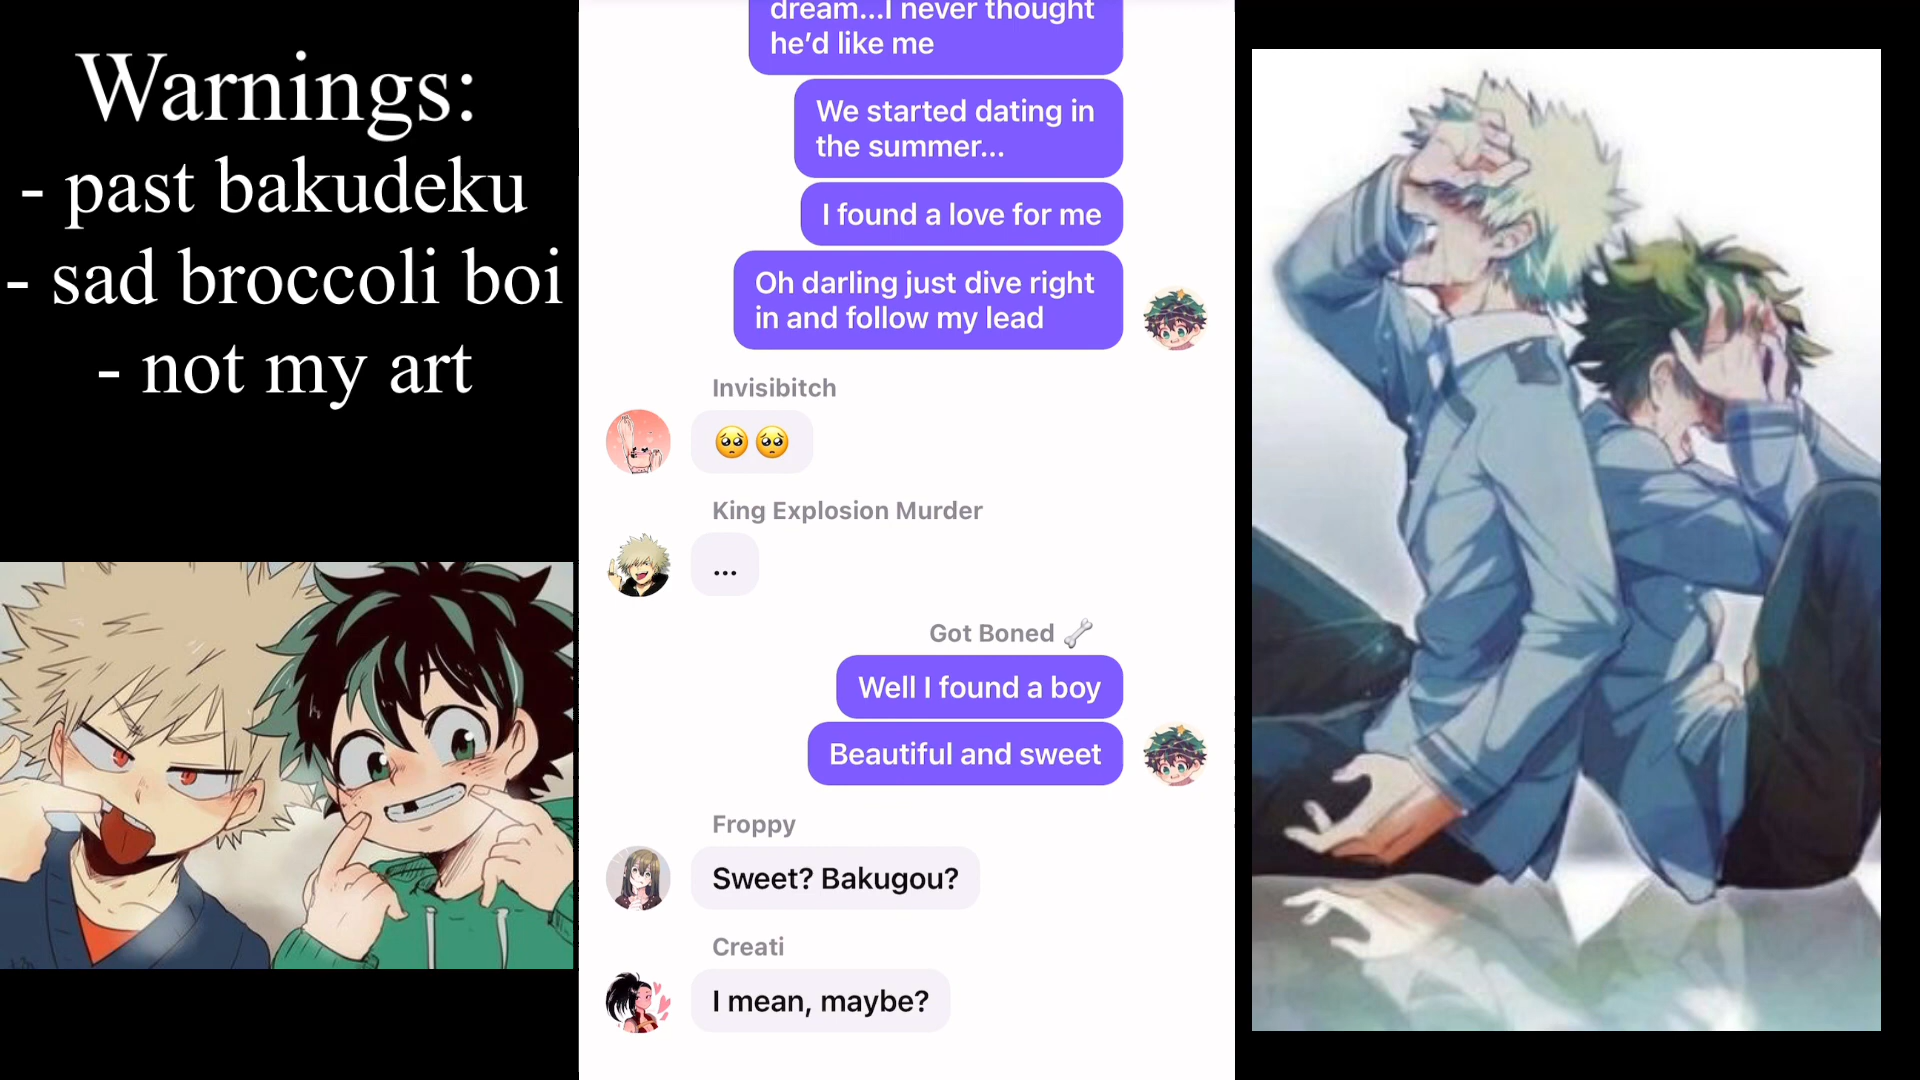 Warnings:
- past bakudeku
- sad broccoli boi
- not my art
dream...I never thought
he’d like me
We started dating in
the summer...
I found a love for me
Oh darling just dive right
in and follow my lead
Invisibitch
🥺🥺
King Explosion Murder
...
Got Boned 🦴
Well I found a boy
Beautiful and sweet
Froppy
Sweet? Bakugou?
Creati
I mean, maybe?